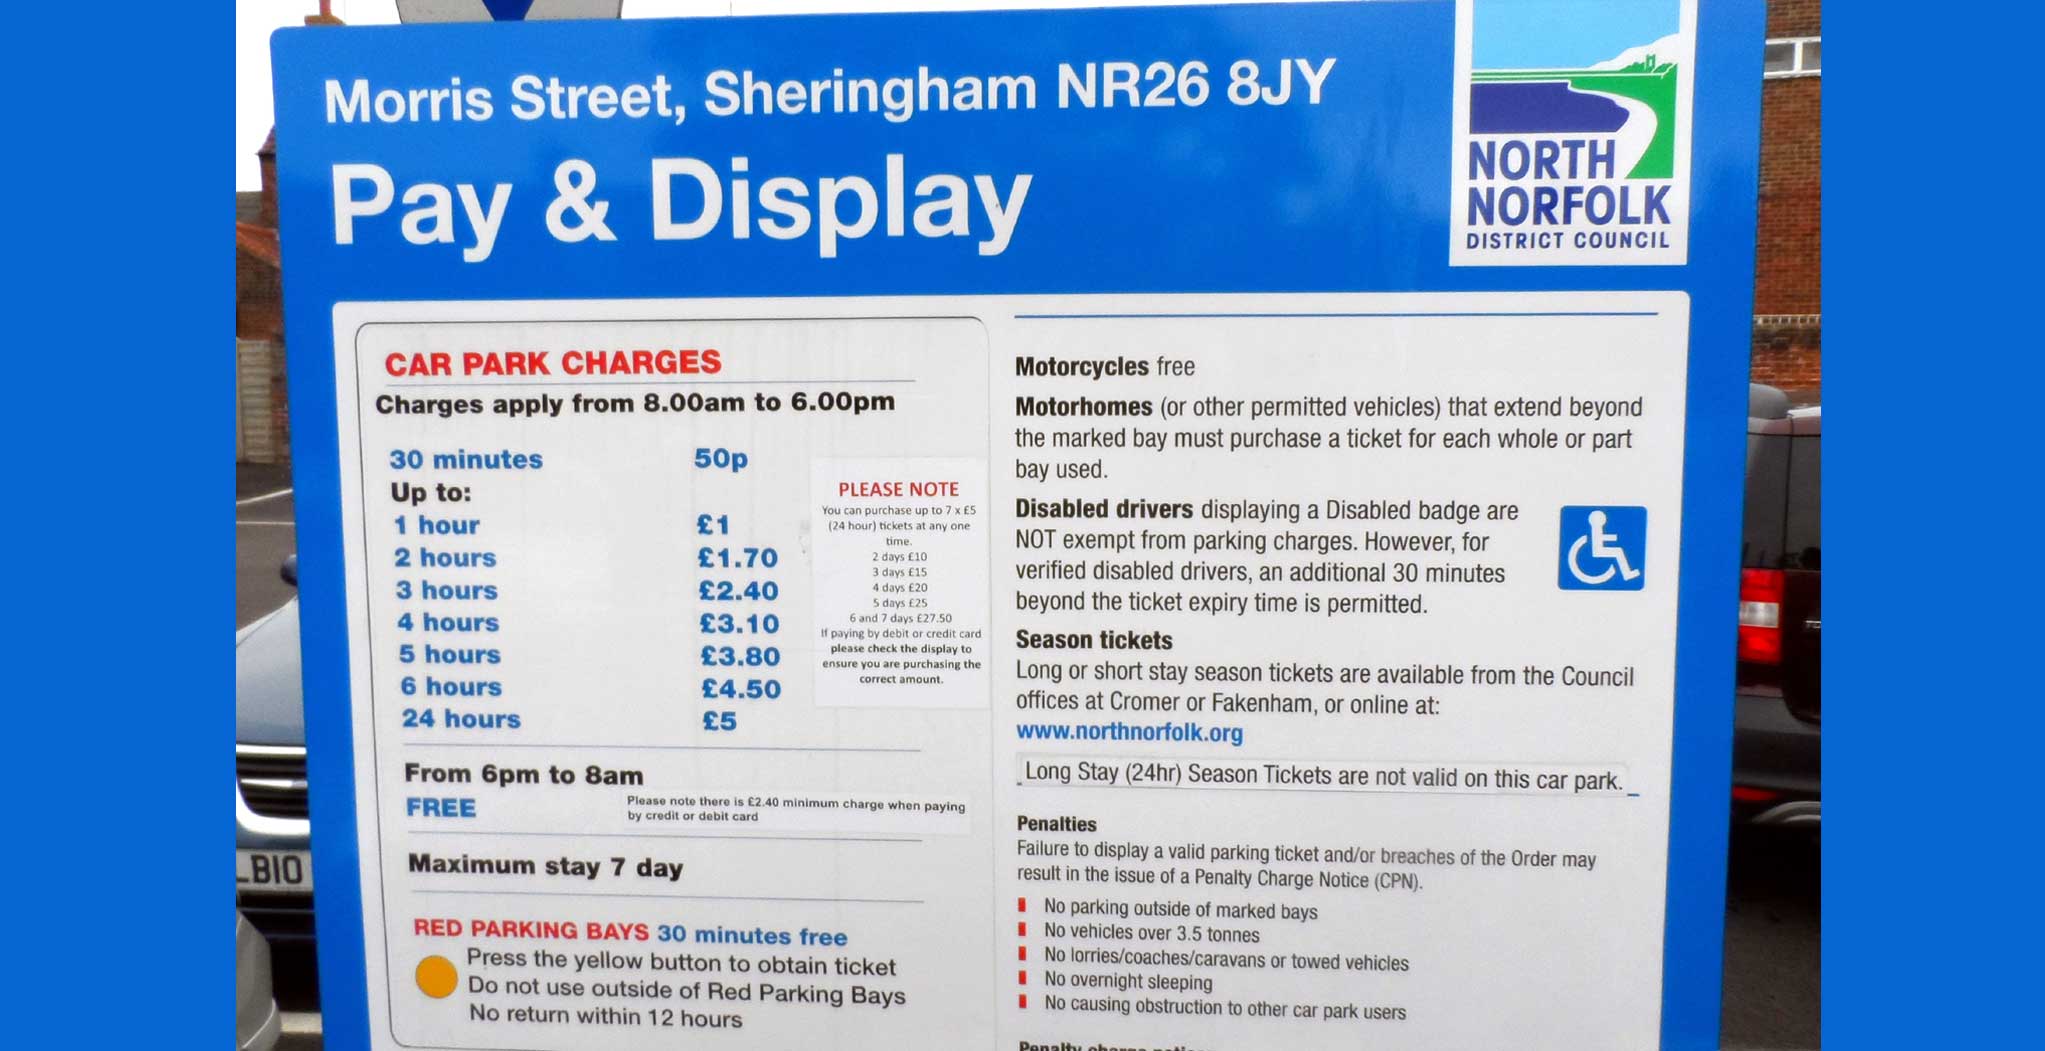 Morris Street, Sheringham NR26 8JY
Pay & Display
NORTH
NORFOLK
DISTRICT COUNCIL
CAR PARK CHARGES
Charges apply from 8.00am to 6.00pm
30 minutes 50p
Up to:
1 hour £1
2 hours £1.70
3 hours £2.40
4 hours £3.10
5 hours £3.80
6 hours £4.50
24 hours £5
PLEASE NOTE
You can purchase up to 7 x £5
(24 hour) tickets at any one
time.
2 days £10
3 days £15
4 days £20
5 days £25
6 and 7 days £27.50
If paying by debit or credit card
please check the display to
ensure you are purchasing the
correct amount.
From 6pm to 8am
FREE
Please note there is £2.40 minimum charge when paying
by credit or debit card
Maximum stay 7 day
RED PARKING BAYS 30 minutes free
Press the yellow button to obtain ticket
Do not use outside of Red Parking Bays
No return within 12 hours
Motorcycles free
Motorhomes (or other permitted vehicles) that extend beyond
the marked bay must purchase a ticket for each whole or part
bay used.
Disabled drivers displaying a Disabled badge are
NOT exempt from parking charges. However, for
verified disabled drivers, an additional 30 minutes
beyond the ticket expiry time is permitted.
Season tickets
Long or short stay season tickets are available from the Council
offices at Cromer or Fakenham, or online at:
www.northnorfolk.org
Long Stay (24hr) Season Tickets are not valid on this car park.
Penalties
Failure to display a valid parking ticket and/or breaches of the Order may
result in the issue of a Penalty Charge Notice (CPN).
No parking outside of marked bays
No vehicles over 3.5 tonnes
No lorries/coaches/caravans or towed vehicles
No overnight sleeping
No causing obstruction to other car park users
Penalty charge
LB10